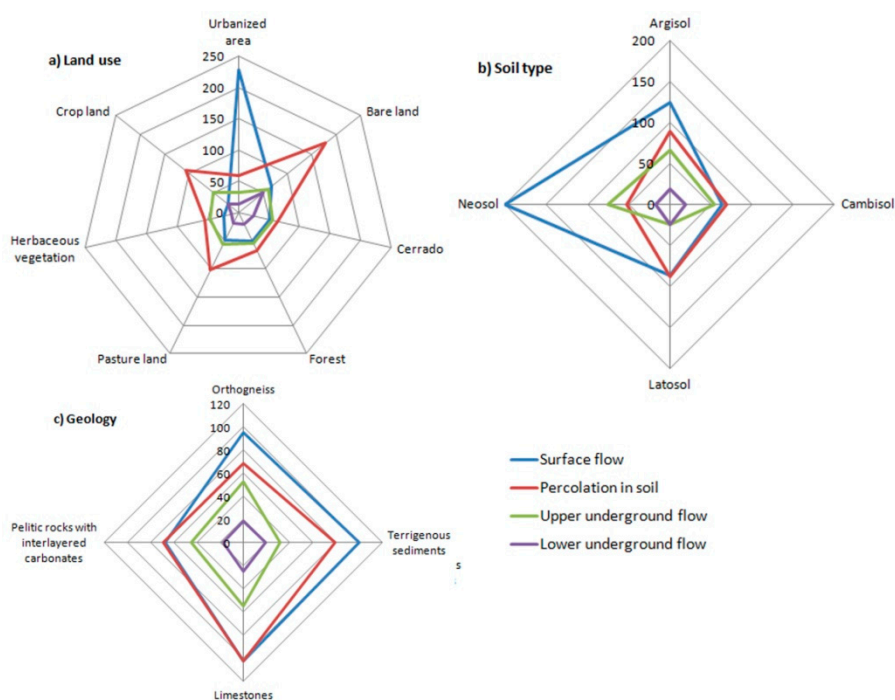 a) Land use
Urbanized
area
250
200
150
100
50
0
Bare land
Cerrado
Forest
Pasture land
Herbaceous
vegetation
Crop land
b) Soil type
Argisol
200
150
100
50
0
Cambisol
Latosol
Neosol
c) Geology
Orthogneiss
120
100
80
60
40
20
0
Terrigenous
sediments
Limestones
Pelitic rocks with
interlayered
carbonates
s
Surface flow
Percolation in soil
Upper underground flow
Lower underground flow